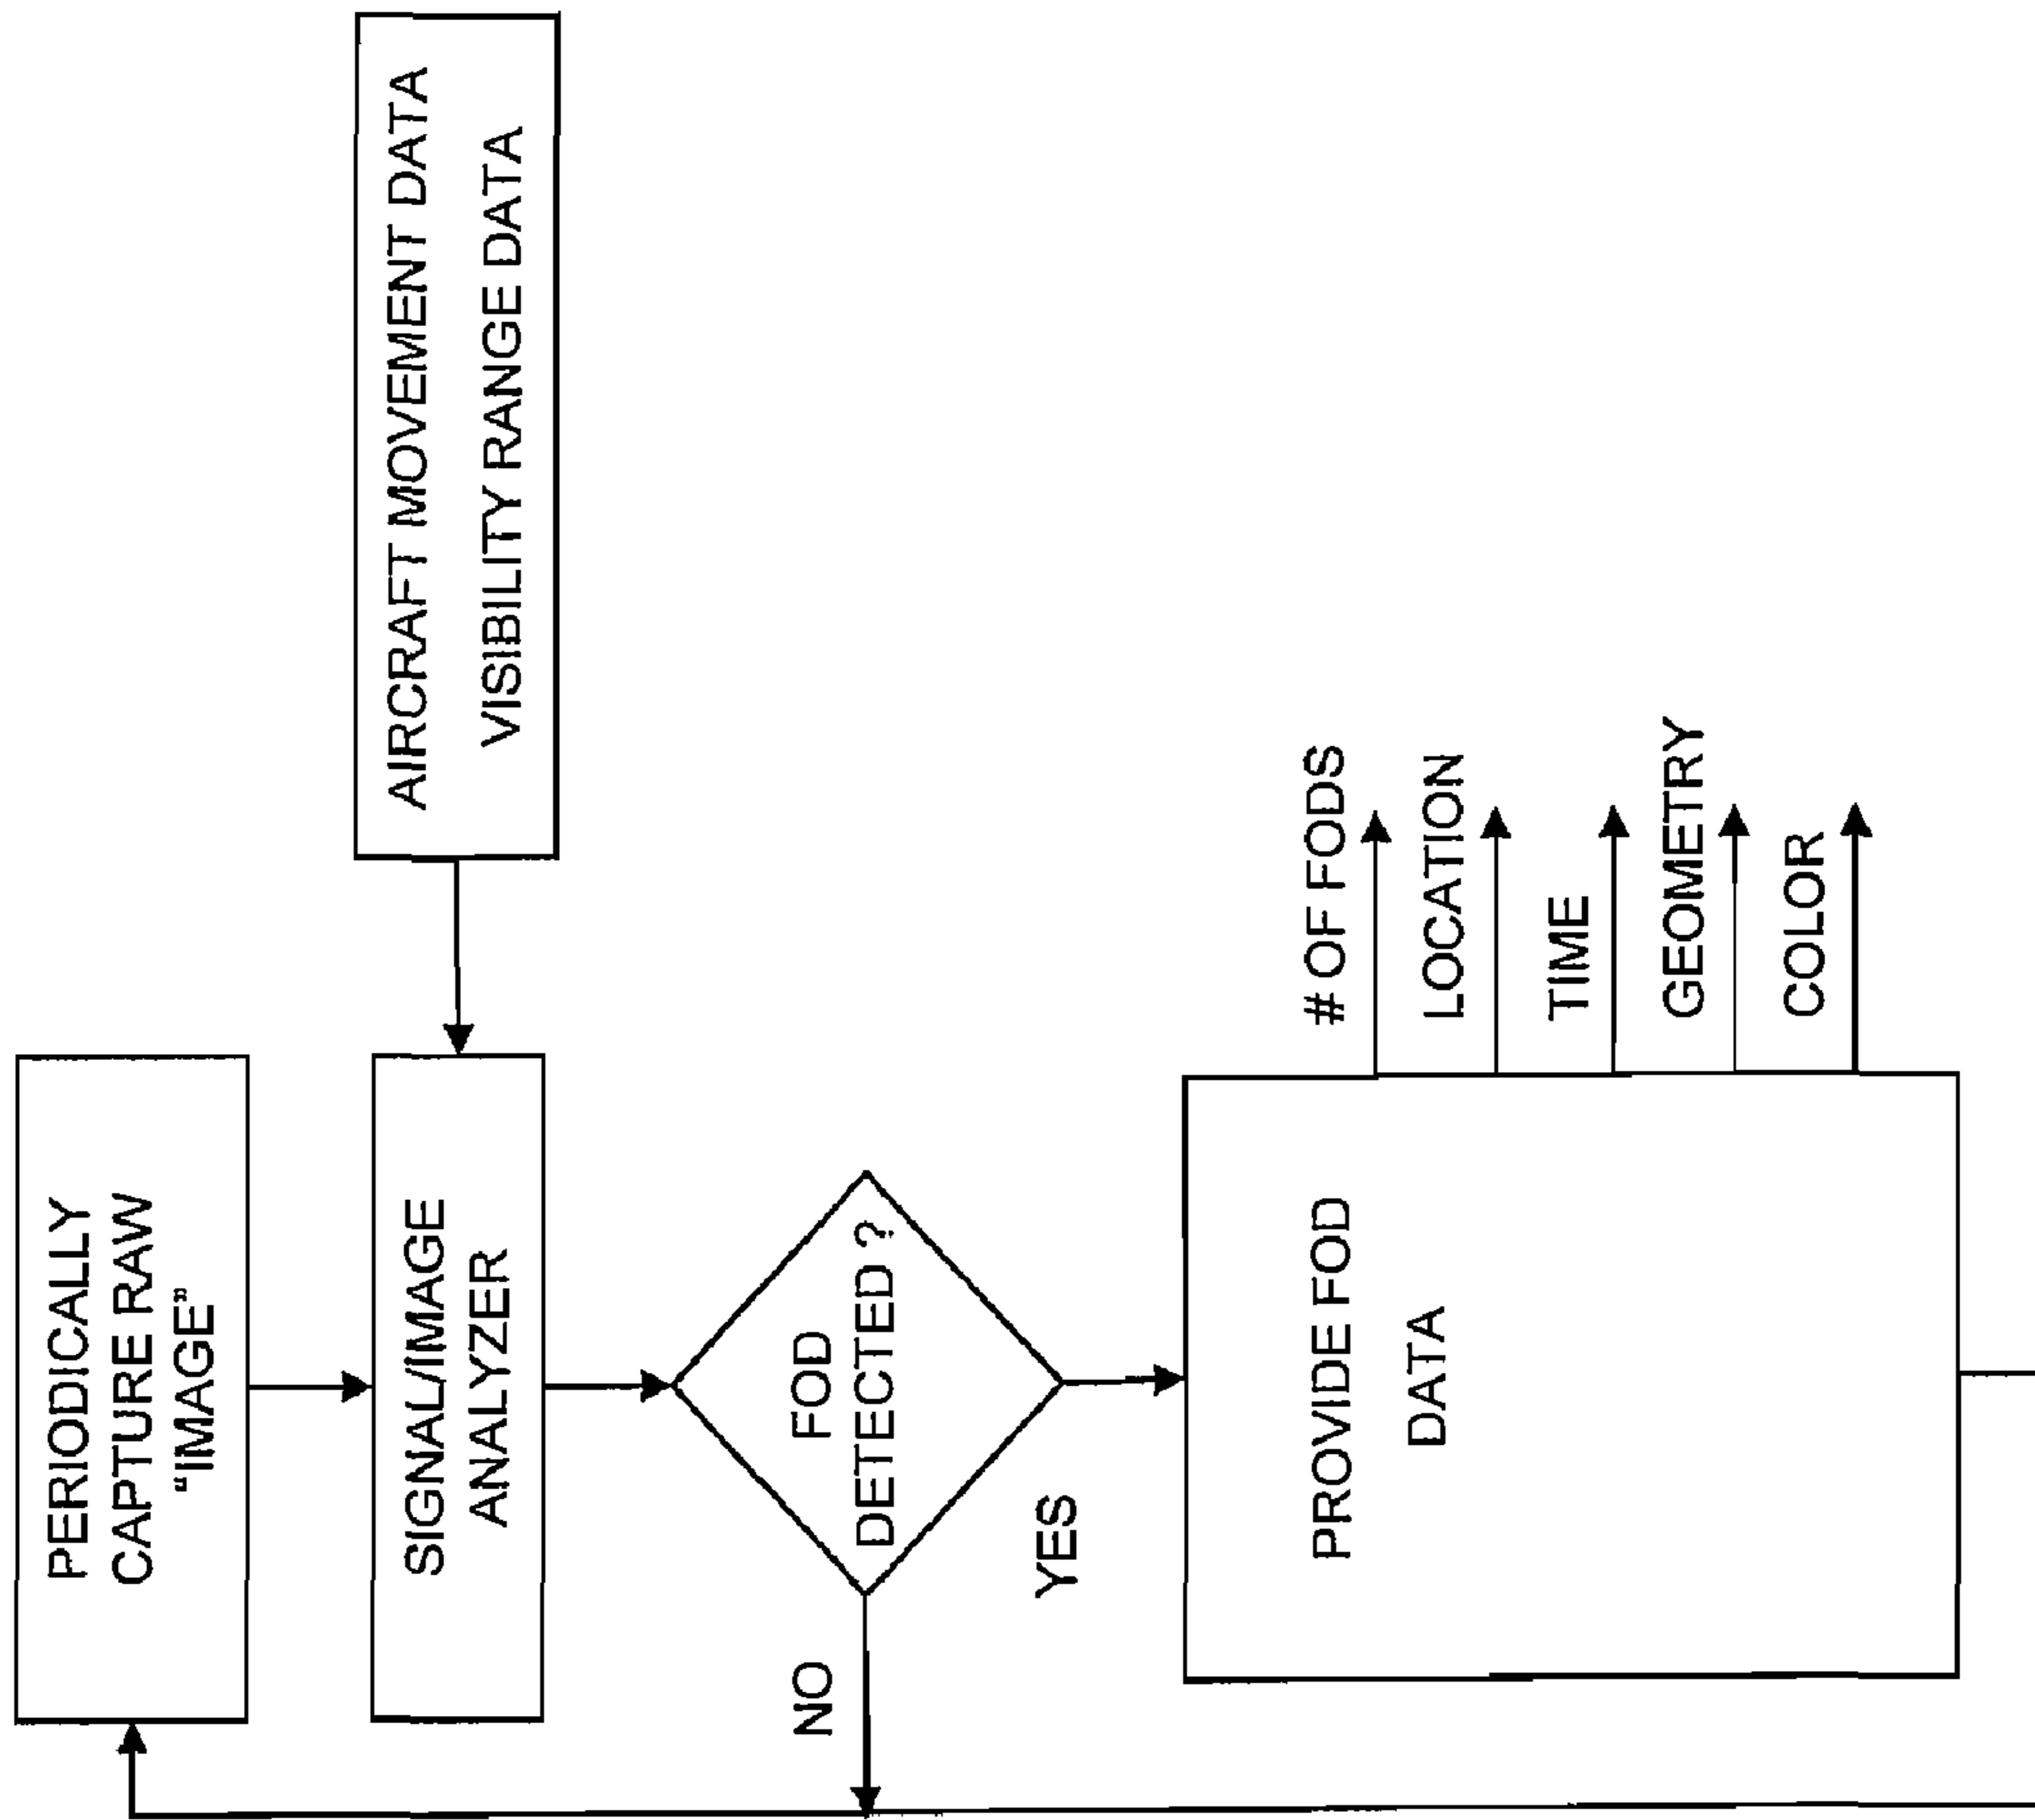 PERIODICALLY
CAPTURE RAW
“IMAGE”
AIRCRAFT MOVEMENT DATA
VISIBILITY RANGE DATA
SIGNAL/IMAGE
ANALYZER
FOD
DETECTED ?
NO
YES
PROVIDE FOD
DATA
# OF FODS
LOCATION
TIME
GEOMETRY
COLOR